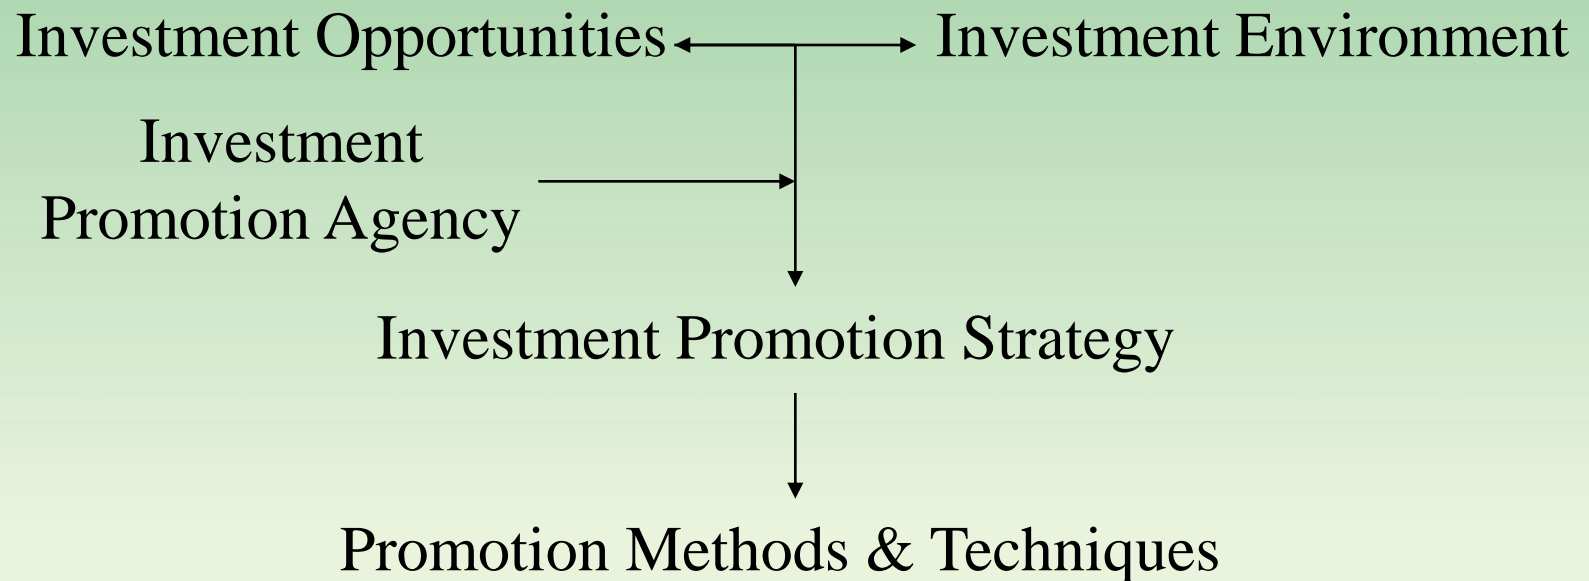 Investment Opportunities
Investment Environment
Investment
Promotion Agency
Investment Promotion Strategy
Promotion Methods & Techniques